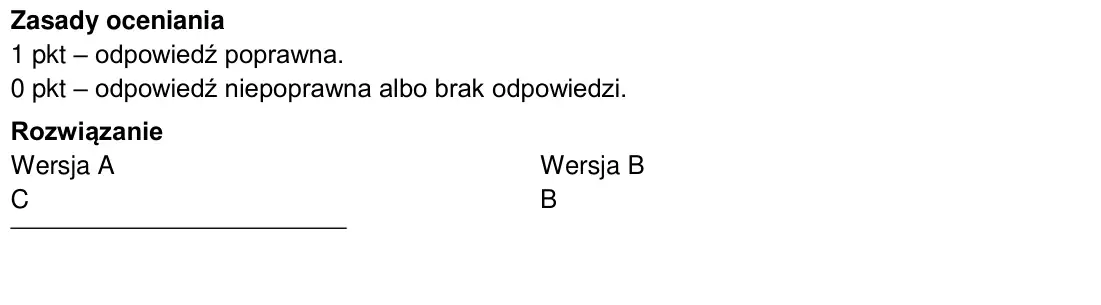 Zasady oceniania
1 pkt – odpowiedź poprawna.
0 pkt – odpowiedź niepoprawna albo brak odpowiedzi.
Rozwiązanie
Wersja A Wersja B
C B